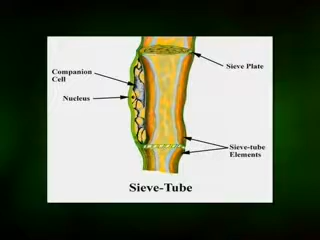 Sieve Plate
Companion
Cell
Nucleus
Sieve-tube
Elements
Sieve-Tube